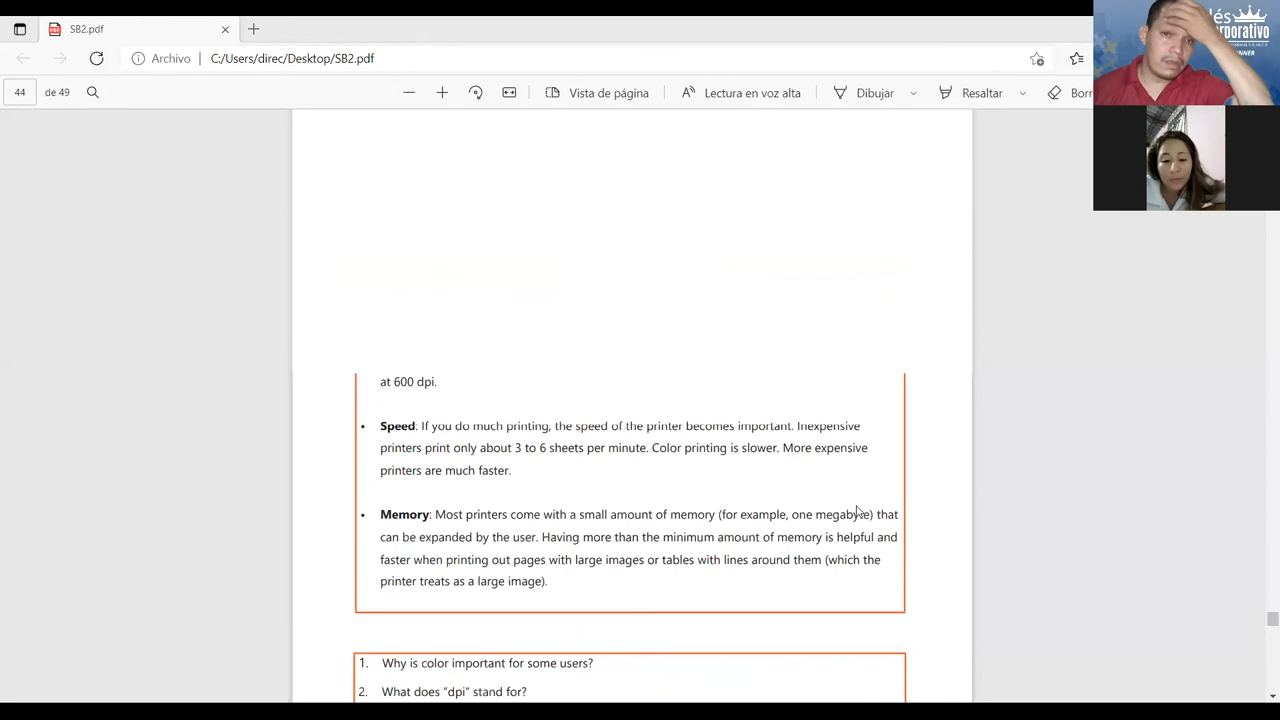 SB2.pdf
Archivo C:/Users/direc/Desktop/SB2.pdf
44 de 49 Vista de página Lectura en voz alta Dibujar Resaltar Borr
lés
rporativo
at 600 dpi.
• Speed: If you do much printing, the speed of the printer becomes important. Inexpensive
printers print only about 3 to 6 sheets per minute. Color printing is slower. More expensive
printers are much faster.
• Memory: Most printers come with a small amount of memory (for example, one megabyte) that
can be expanded by the user. Having more than the minimum amount of memory is helpful and
faster when printing out pages with large images or tables with lines around them (which the
printer treats as a large image).
1. Why is color important for some users?
2. What does "dpi" stand for?